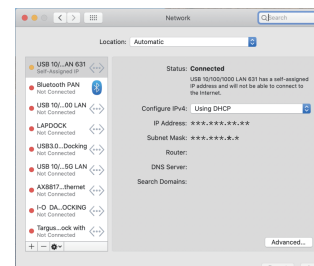 Network
Search
Location: Automatic
USB 10/...AN 631
Self-Assigned IP
Bluetooth PAN
Not Connected
USB 10/...00 LAN
Not Connected
LAPDOCK
Not Connected
USB3.0...Docking
Not Connected
USB 10/...5G LAN
Not Connected
AX8817...thernet
Not Connected
I-O DA...OCKING
Not Connected
Targus...ock with
Not Connected
Status: Connected
USB 10/100/1000 LAN 631 has a self-assigned
IP address and will not be able to connect to
the Internet.
Configure IPv4: Using DHCP
IP Address: ***.***.**.**
Subnet Mask: ***.***.*.*
Router:
DNS Server:
Search Domains:
Advanced...